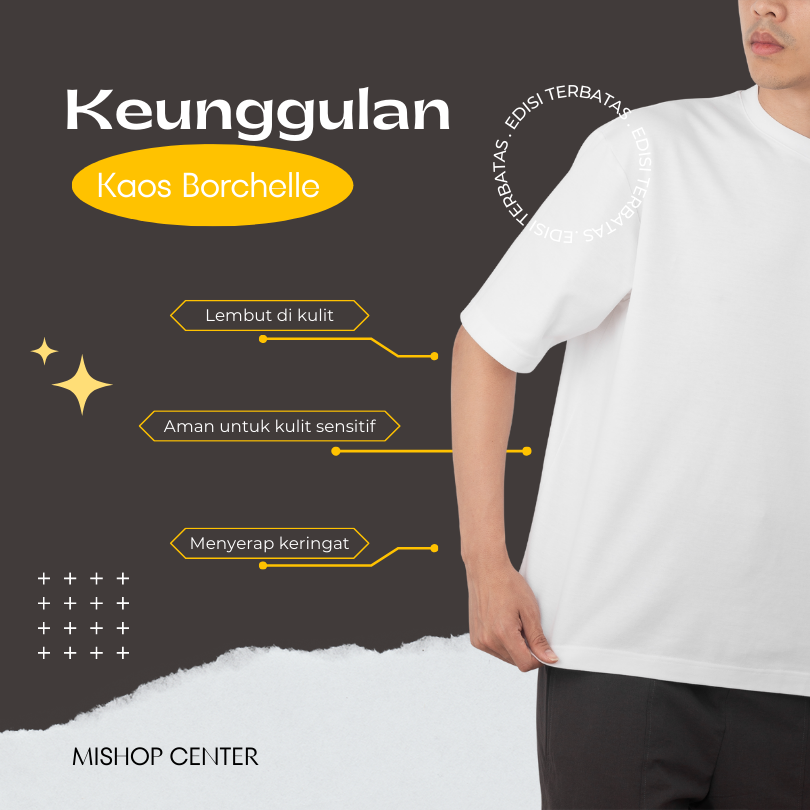 Keunggulan
Kaos Borchelle
EDISI TERBATAS. EDISI TERBATAS. EDISI TERBATAS.
Lembut di kulit
Aman untuk kulit sensitif
Menyerap keringat
MISHOP CENTER